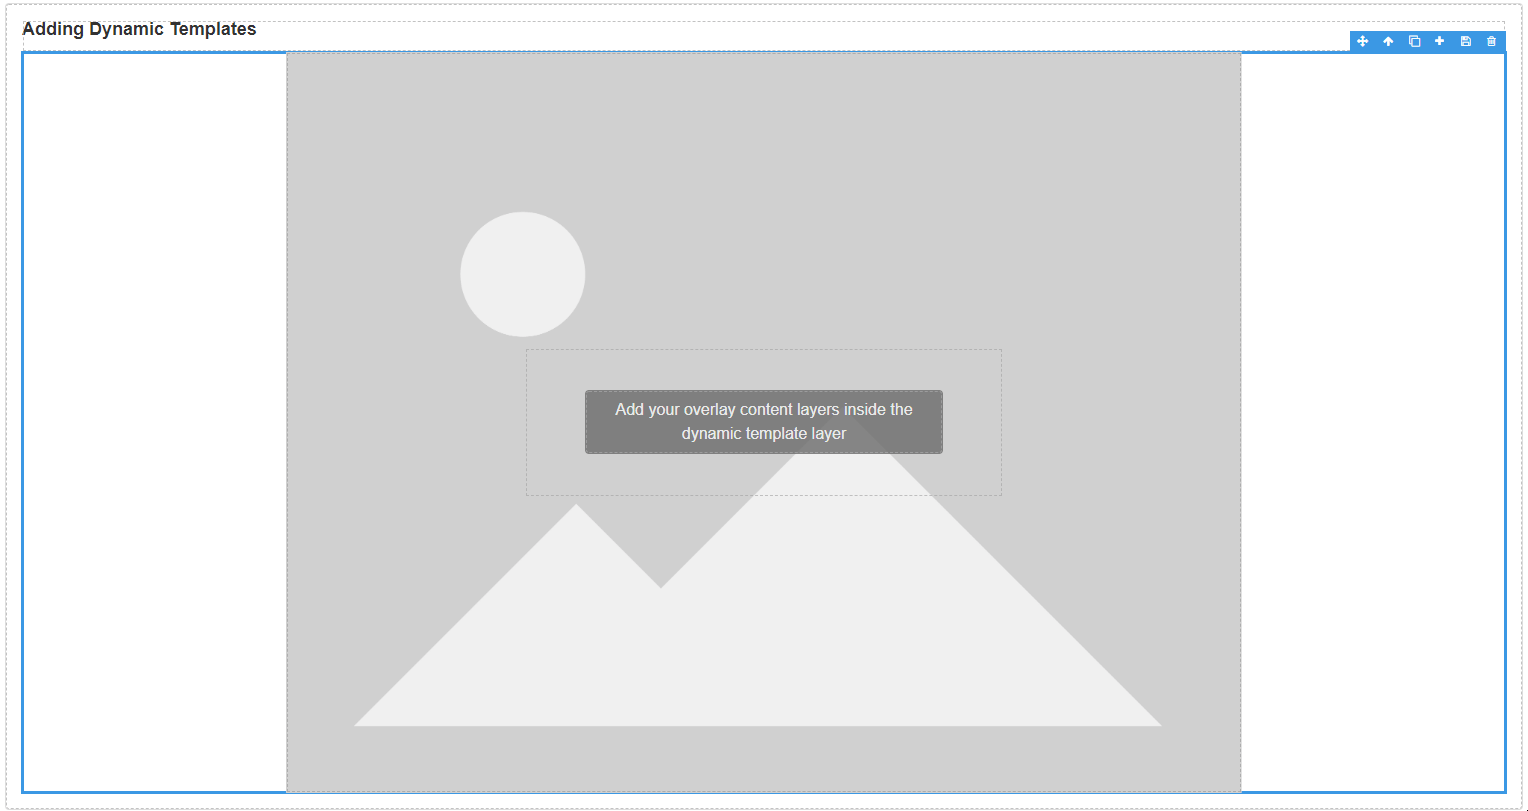 Adding Dynamic Templates
Add your overlay content layers inside the
dynamic template layer